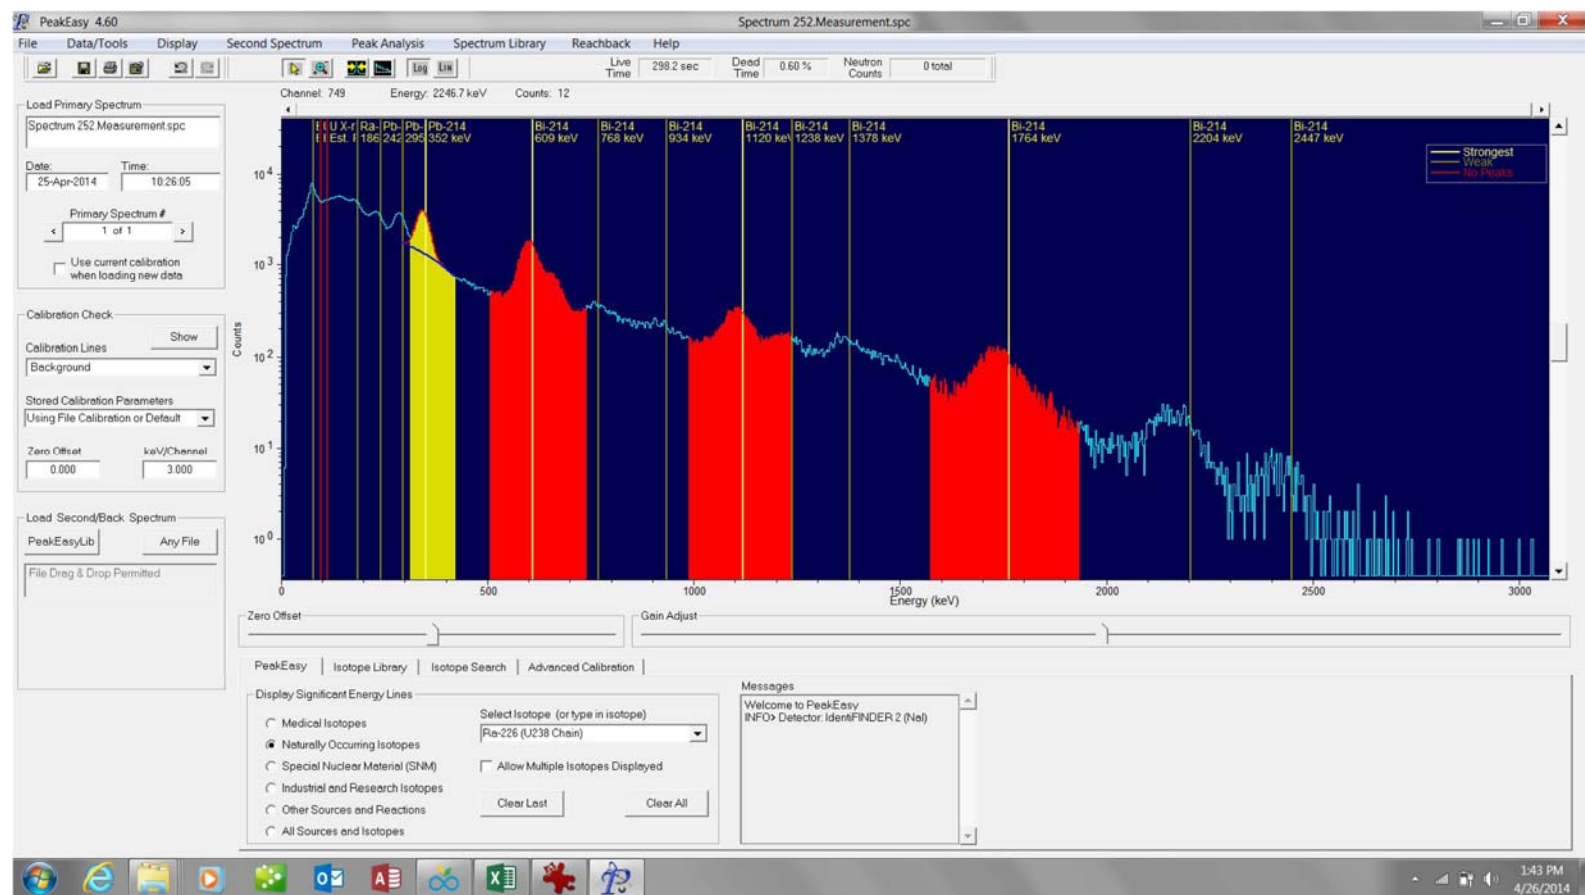 PeakEasy 4.60
Spectrum 252.Measurement.spc
File Data/Tools Display Second Spectrum Peak Analysis Spectrum Library Reachback Help
Log LIN
Live Time 298.2 sec Dead Time 0.60 % Neutron Counts 0 total
Channel: 749 Energy: 2246.7 keV Counts: 12
Load Primary Spectrum
Spectrum 252.Measurement.spc
Date: Time:
25-Apr-2014 10:26:05
Primary Spectrum #
< 1 of 1 >
Use current calibration
when loading new data
Calibration Check
Show
Calibration Lines
Background
Stored Calibration Parameters
Using File Calibration or Default
Zero Offset keV/Channel
0.000 3.000
Load Second/Back Spectrum
PeakEasyLib Any File
File Drag & Drop Permitted
U X-r Ra- Pb- Pb- Pb-214 Bi-214 Bi-214 Bi-214 Bi-214 Bi-214 Bi-214 Bi-214 Bi-214 Bi-214
Est. 186 242 295 352 keV 609 keV 768 keV 934 keV 1120 keV 1238 keV 1378 keV 1764 keV 2204 keV 2447 keV
Strongest
Weak
No Peaks
Counts
10^4
10^3
10^2
10^1
10^0
0 500 1000 1500 2000 2500 3000
Energy (keV)
Zero Offset Gain Adjust
PeakEasy Isotope Library Isotope Search Advanced Calibration
Display Significant Energy Lines
Medical Isotopes
Naturally Occurring Isotopes
Special Nuclear Material (SNM)
Industrial and Research Isotopes
Other Sources and Reactions
All Sources and Isotopes
Select Isotope (or type in isotope)
Ra-226 (U238 Chain)
Allow Multiple Isotopes Displayed
Clear Last Clear All
Messages
Welcome to PeakEasy
INFO> Detector: IdentiFINDER 2 (NaI)
1:43 PM
4/26/2014